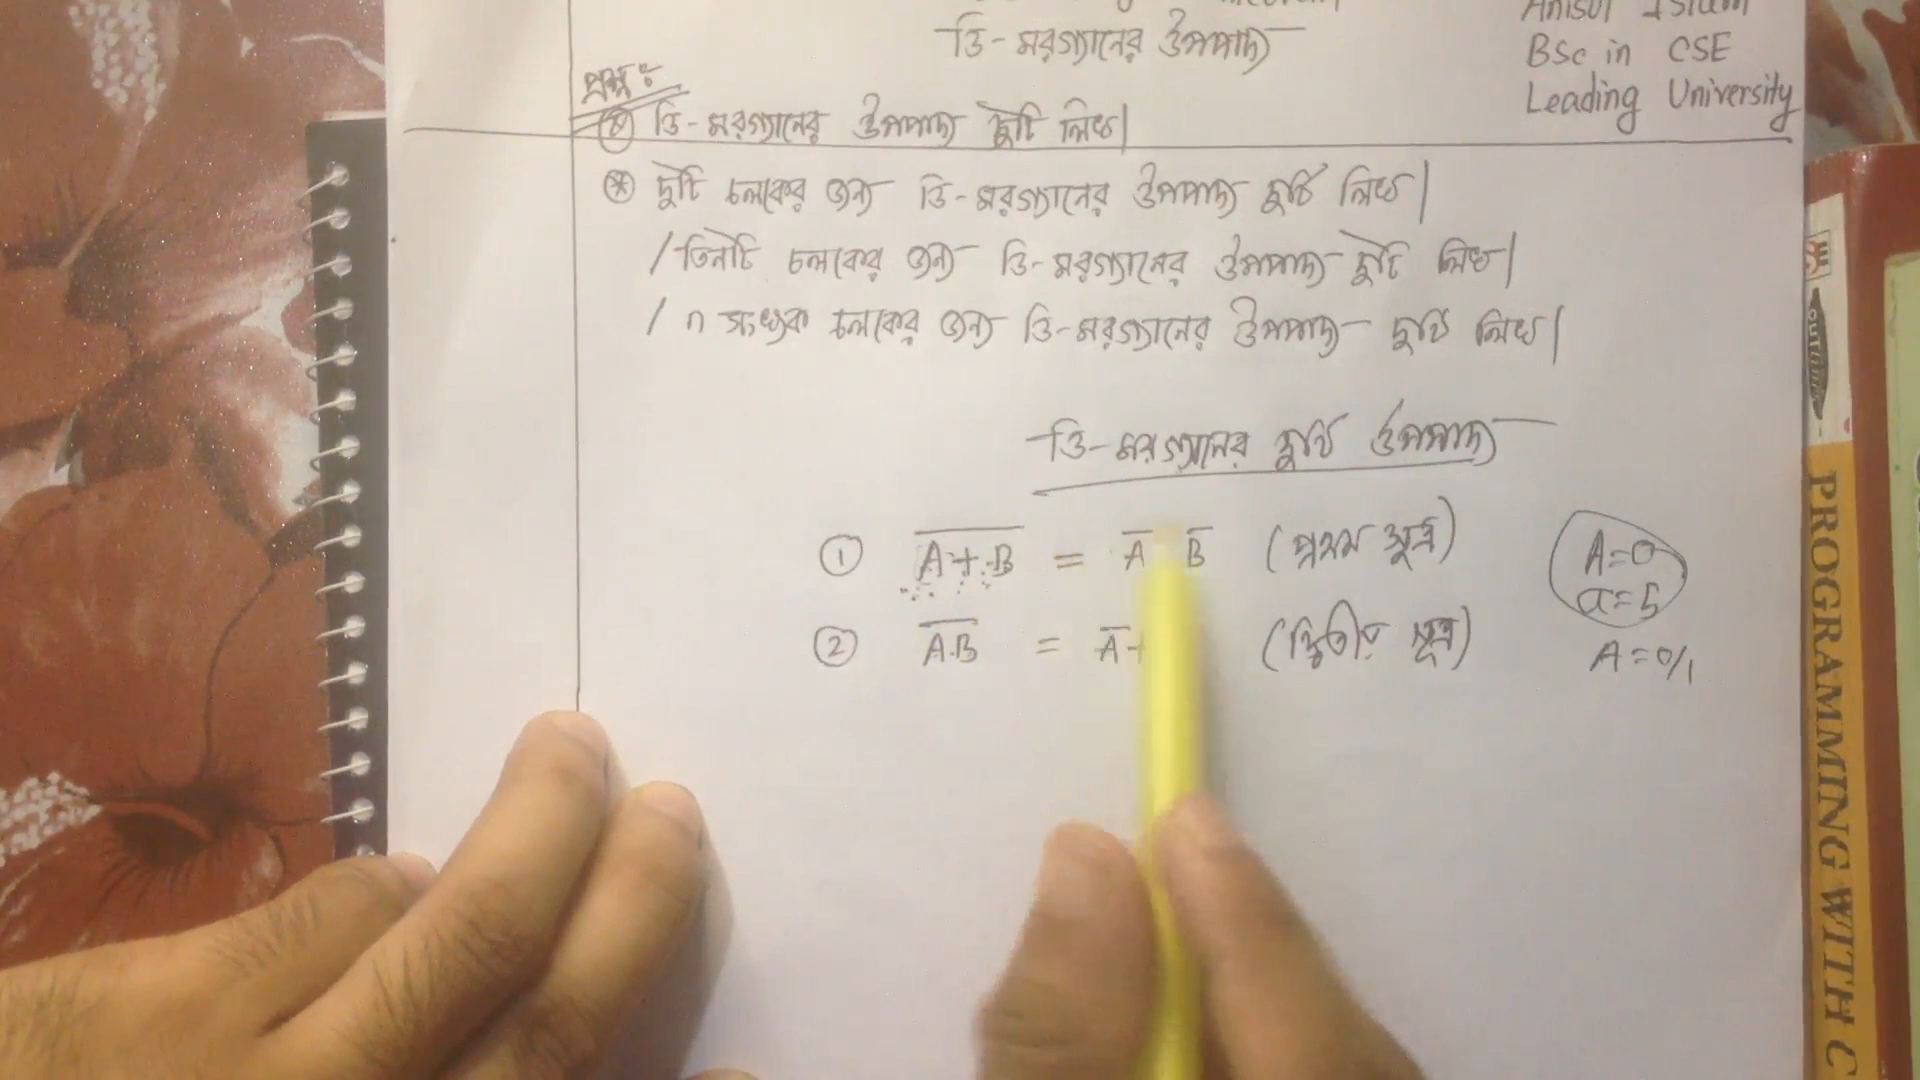 Anisul Islam
ডি-মরগ্যানের উপপাদ্য
BSc in CSE
Leading University
প্রশ্ন:
ডি-মরগ্যানের উপপাদ্য দুটি লিখ।
দুটি চলকের জন্য ডি-মরগ্যানের উপপাদ্য দুটি লিখ।
/ তিনটি চলকের জন্য ডি-মরগ্যানের উপপাদ্য দুটি লিখ।
/ n সংখ্যক চলকের জন্য ডি-মরগ্যানের উপপাদ্য দুটি লিখ।
ডি-মরগ্যানের দুটি উপপাদ্য
① A̅+̅B̅ = A̅ B̅ (প্রথম সূত্র)
② A̅.̅B̅ = A̅+ (দ্বিতীয় সূত্র)
A=0
a=5
A=0/1
PROGRAMMING WITH C